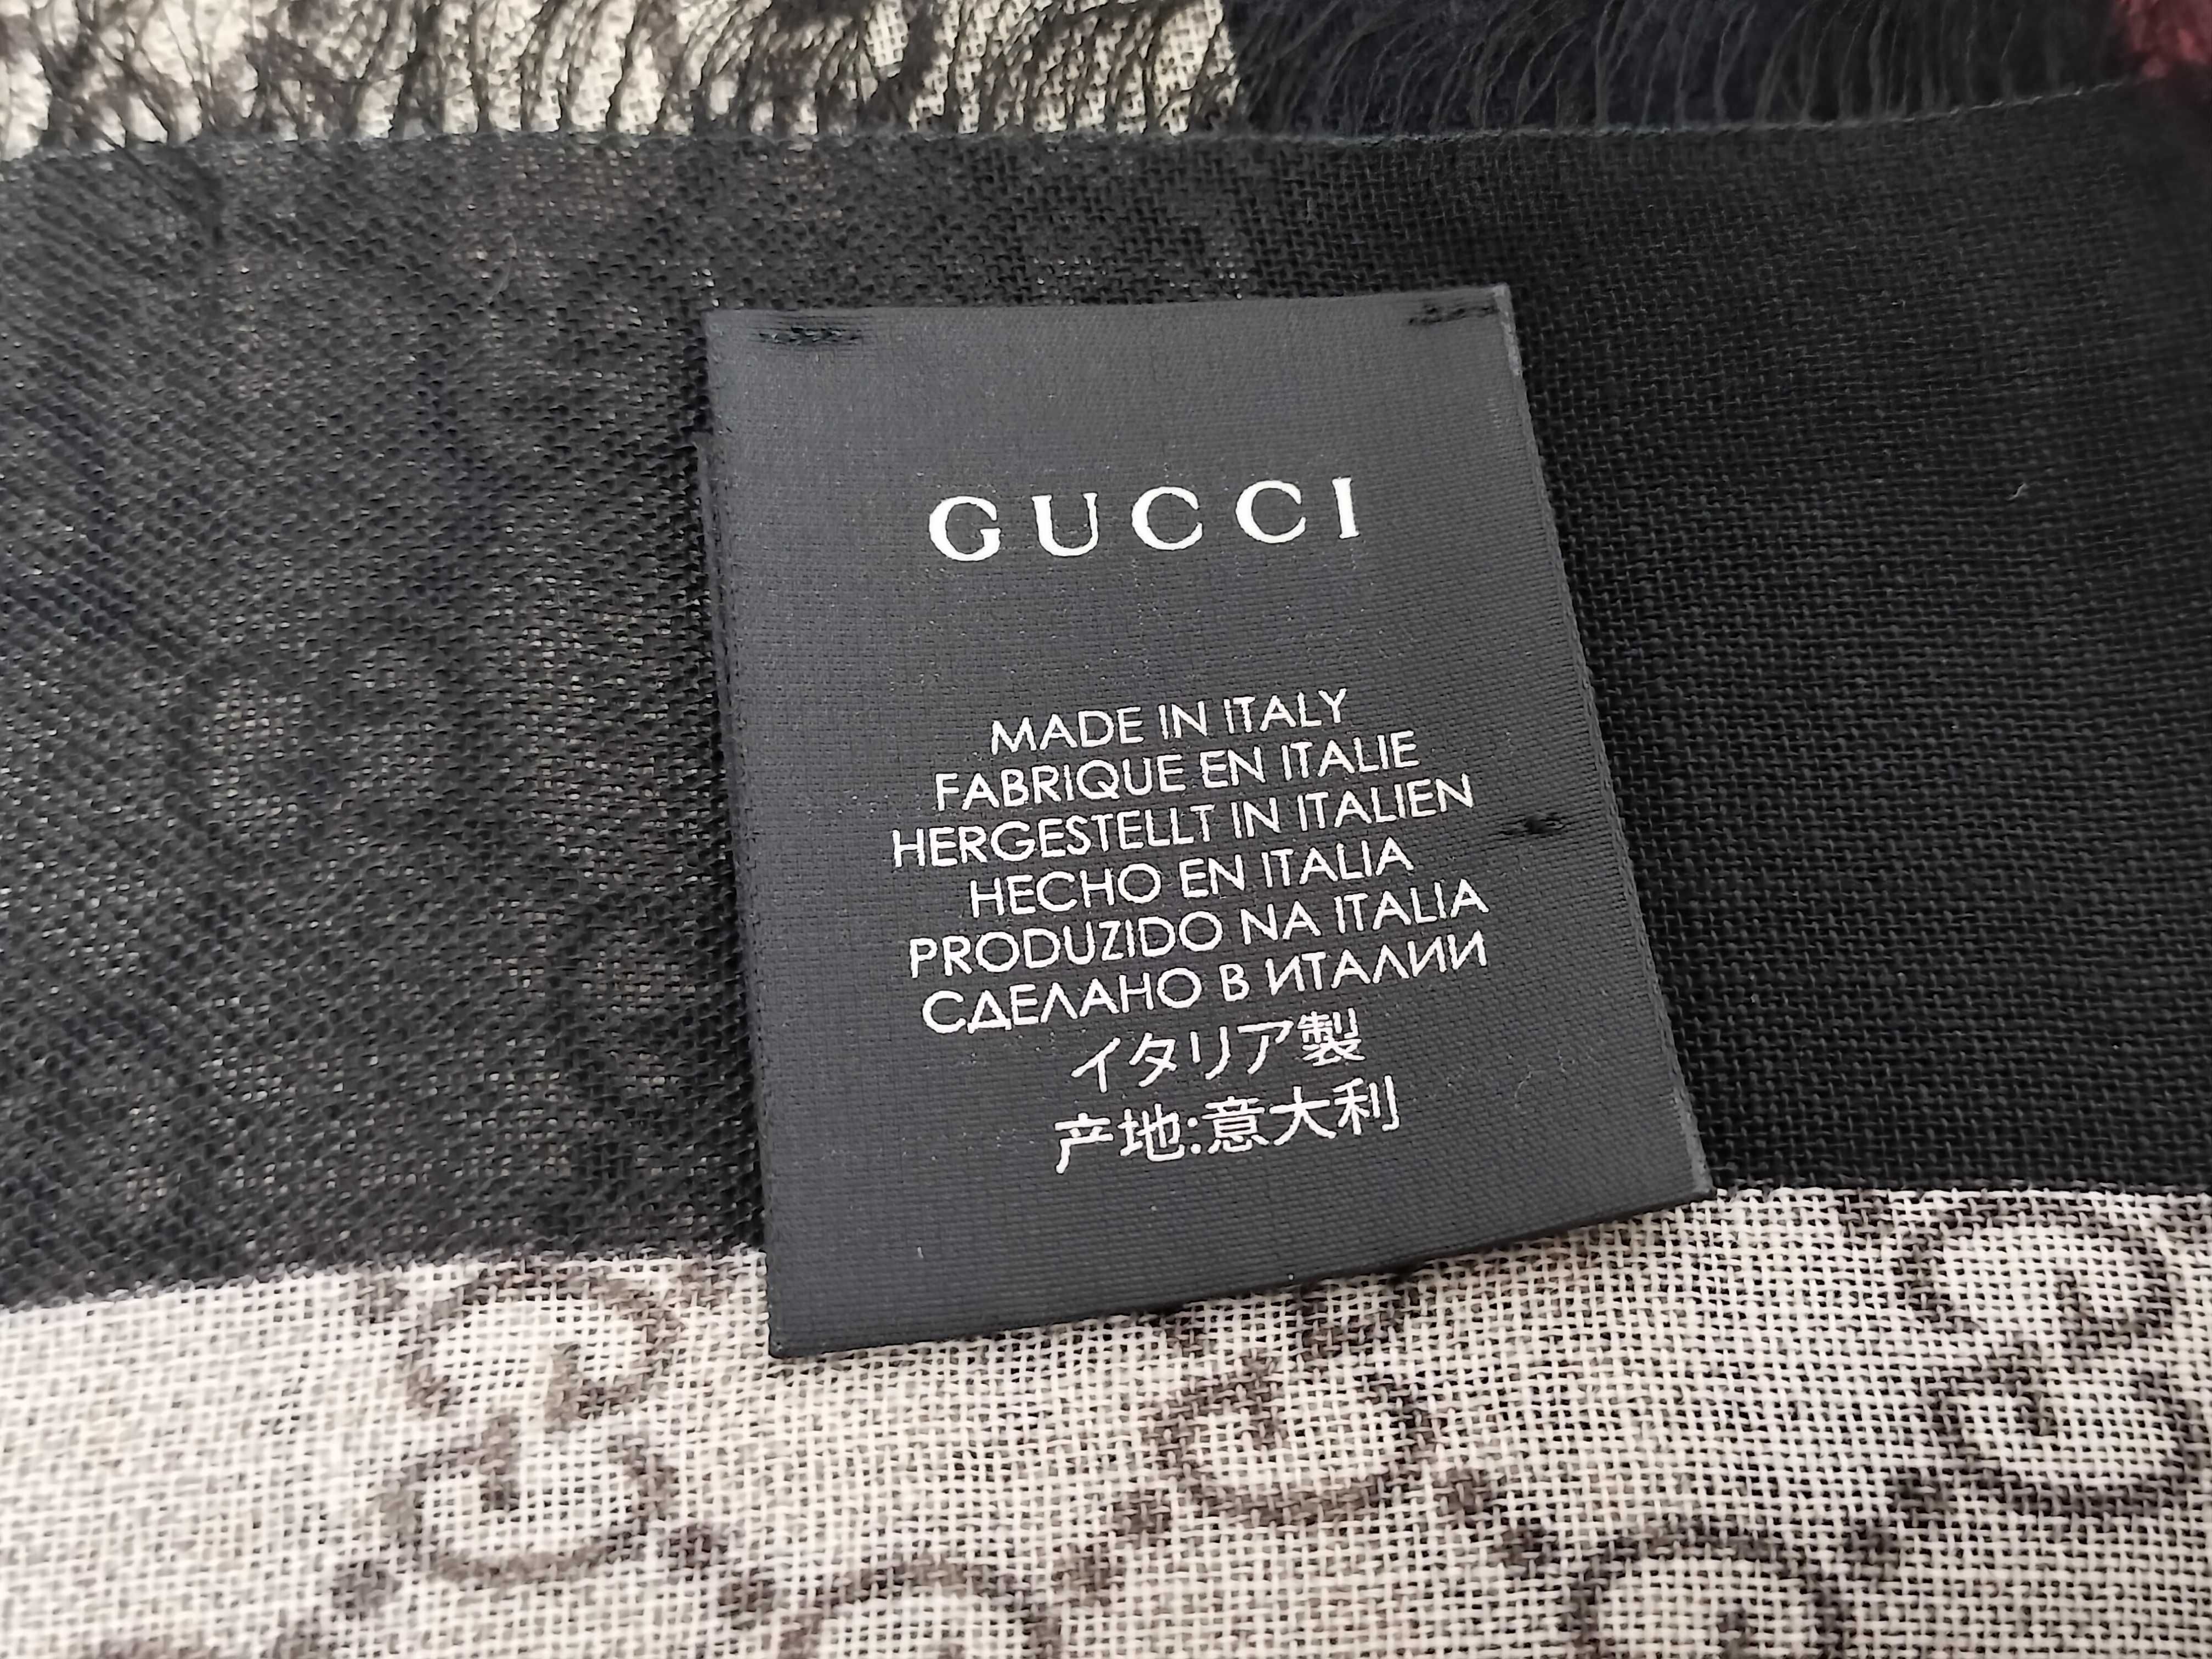 GUCCI
MADE IN ITALY
FABRIQUE EN ITALIE
HERGESTELLT IN ITALIEN
HECHO EN ITALIA
PRODUZIDO NA ITALIA
СДЕЛАНО В ИТАЛИИ
イタリア製
产地:意大利